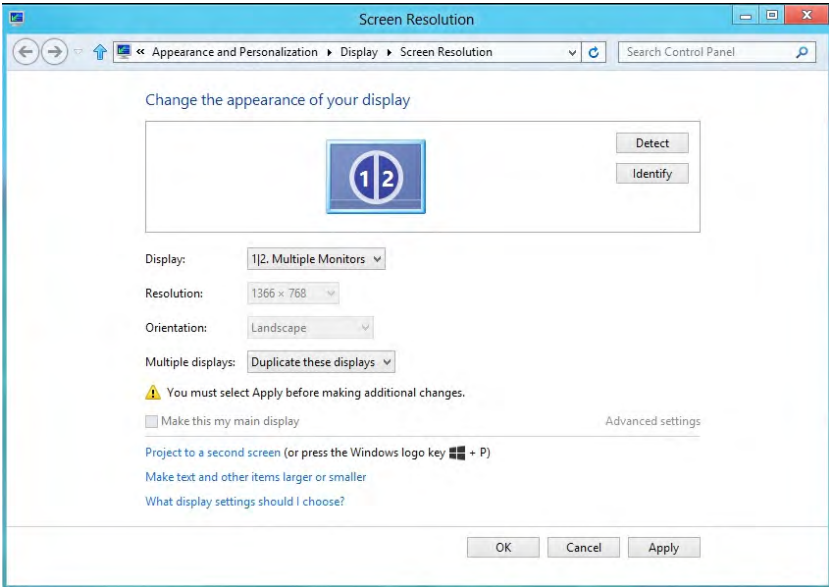 Screen Resolution
« Appearance and Personalization ▸ Display ▸ Screen Resolution
Search Control Panel
Change the appearance of your display
1 2
Detect
Identify
Display: 1|2. Multiple Monitors
Resolution: 1366 × 768
Orientation: Landscape
Multiple displays: Duplicate these displays
You must select Apply before making additional changes.
Make this my main display Advanced settings
Project to a second screen (or press the Windows logo key + P)
Make text and other items larger or smaller
What display settings should I choose?
OK Cancel Apply